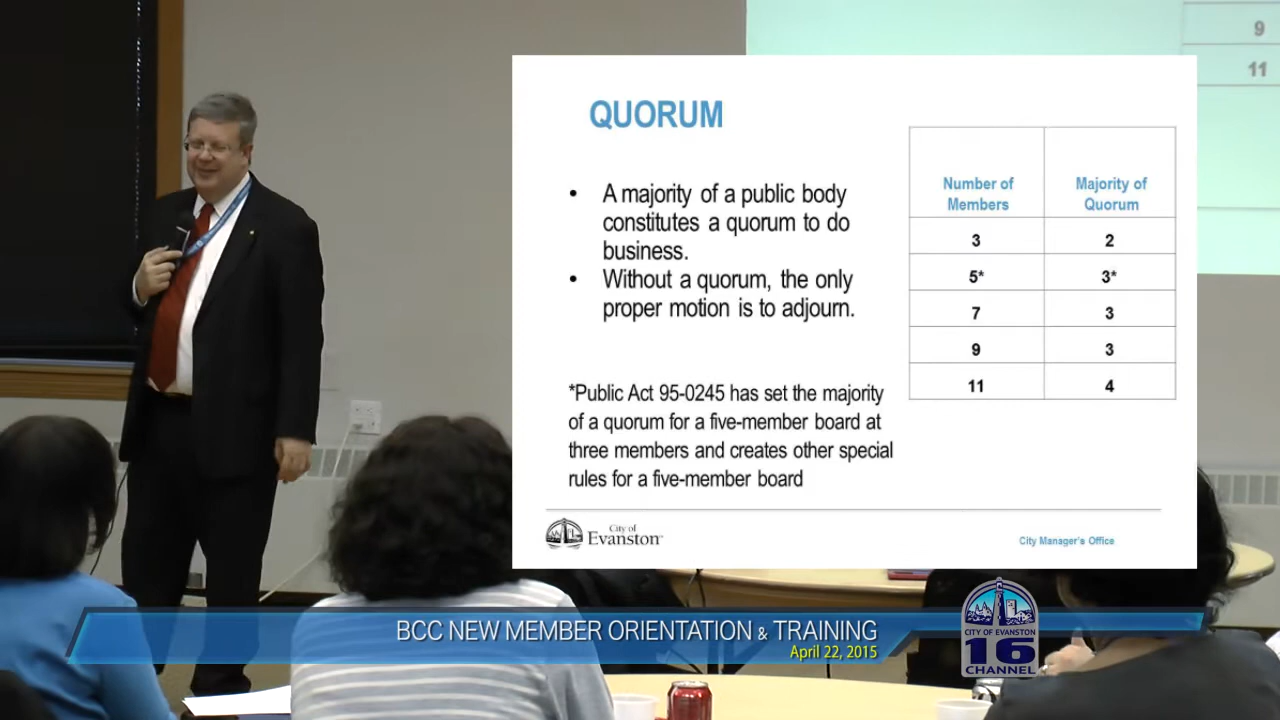 9
11
QUORUM
• A majority of a public body
constitutes a quorum to do
business.
• Without a quorum, the only
proper motion is to adjourn.
*Public Act 95-0245 has set the majority
of a quorum for a five-member board at
three members and creates other special
rules for a five-member board
Number of Members | Majority of Quorum
3 2
5* 3*
7 3
9 3
11 4
City of
Evanston
City Manager's Office
BCC NEW MEMBER ORIENTATION & TRAINING
April 22, 2015
CITY OF EVANSTON
16
CHANNEL